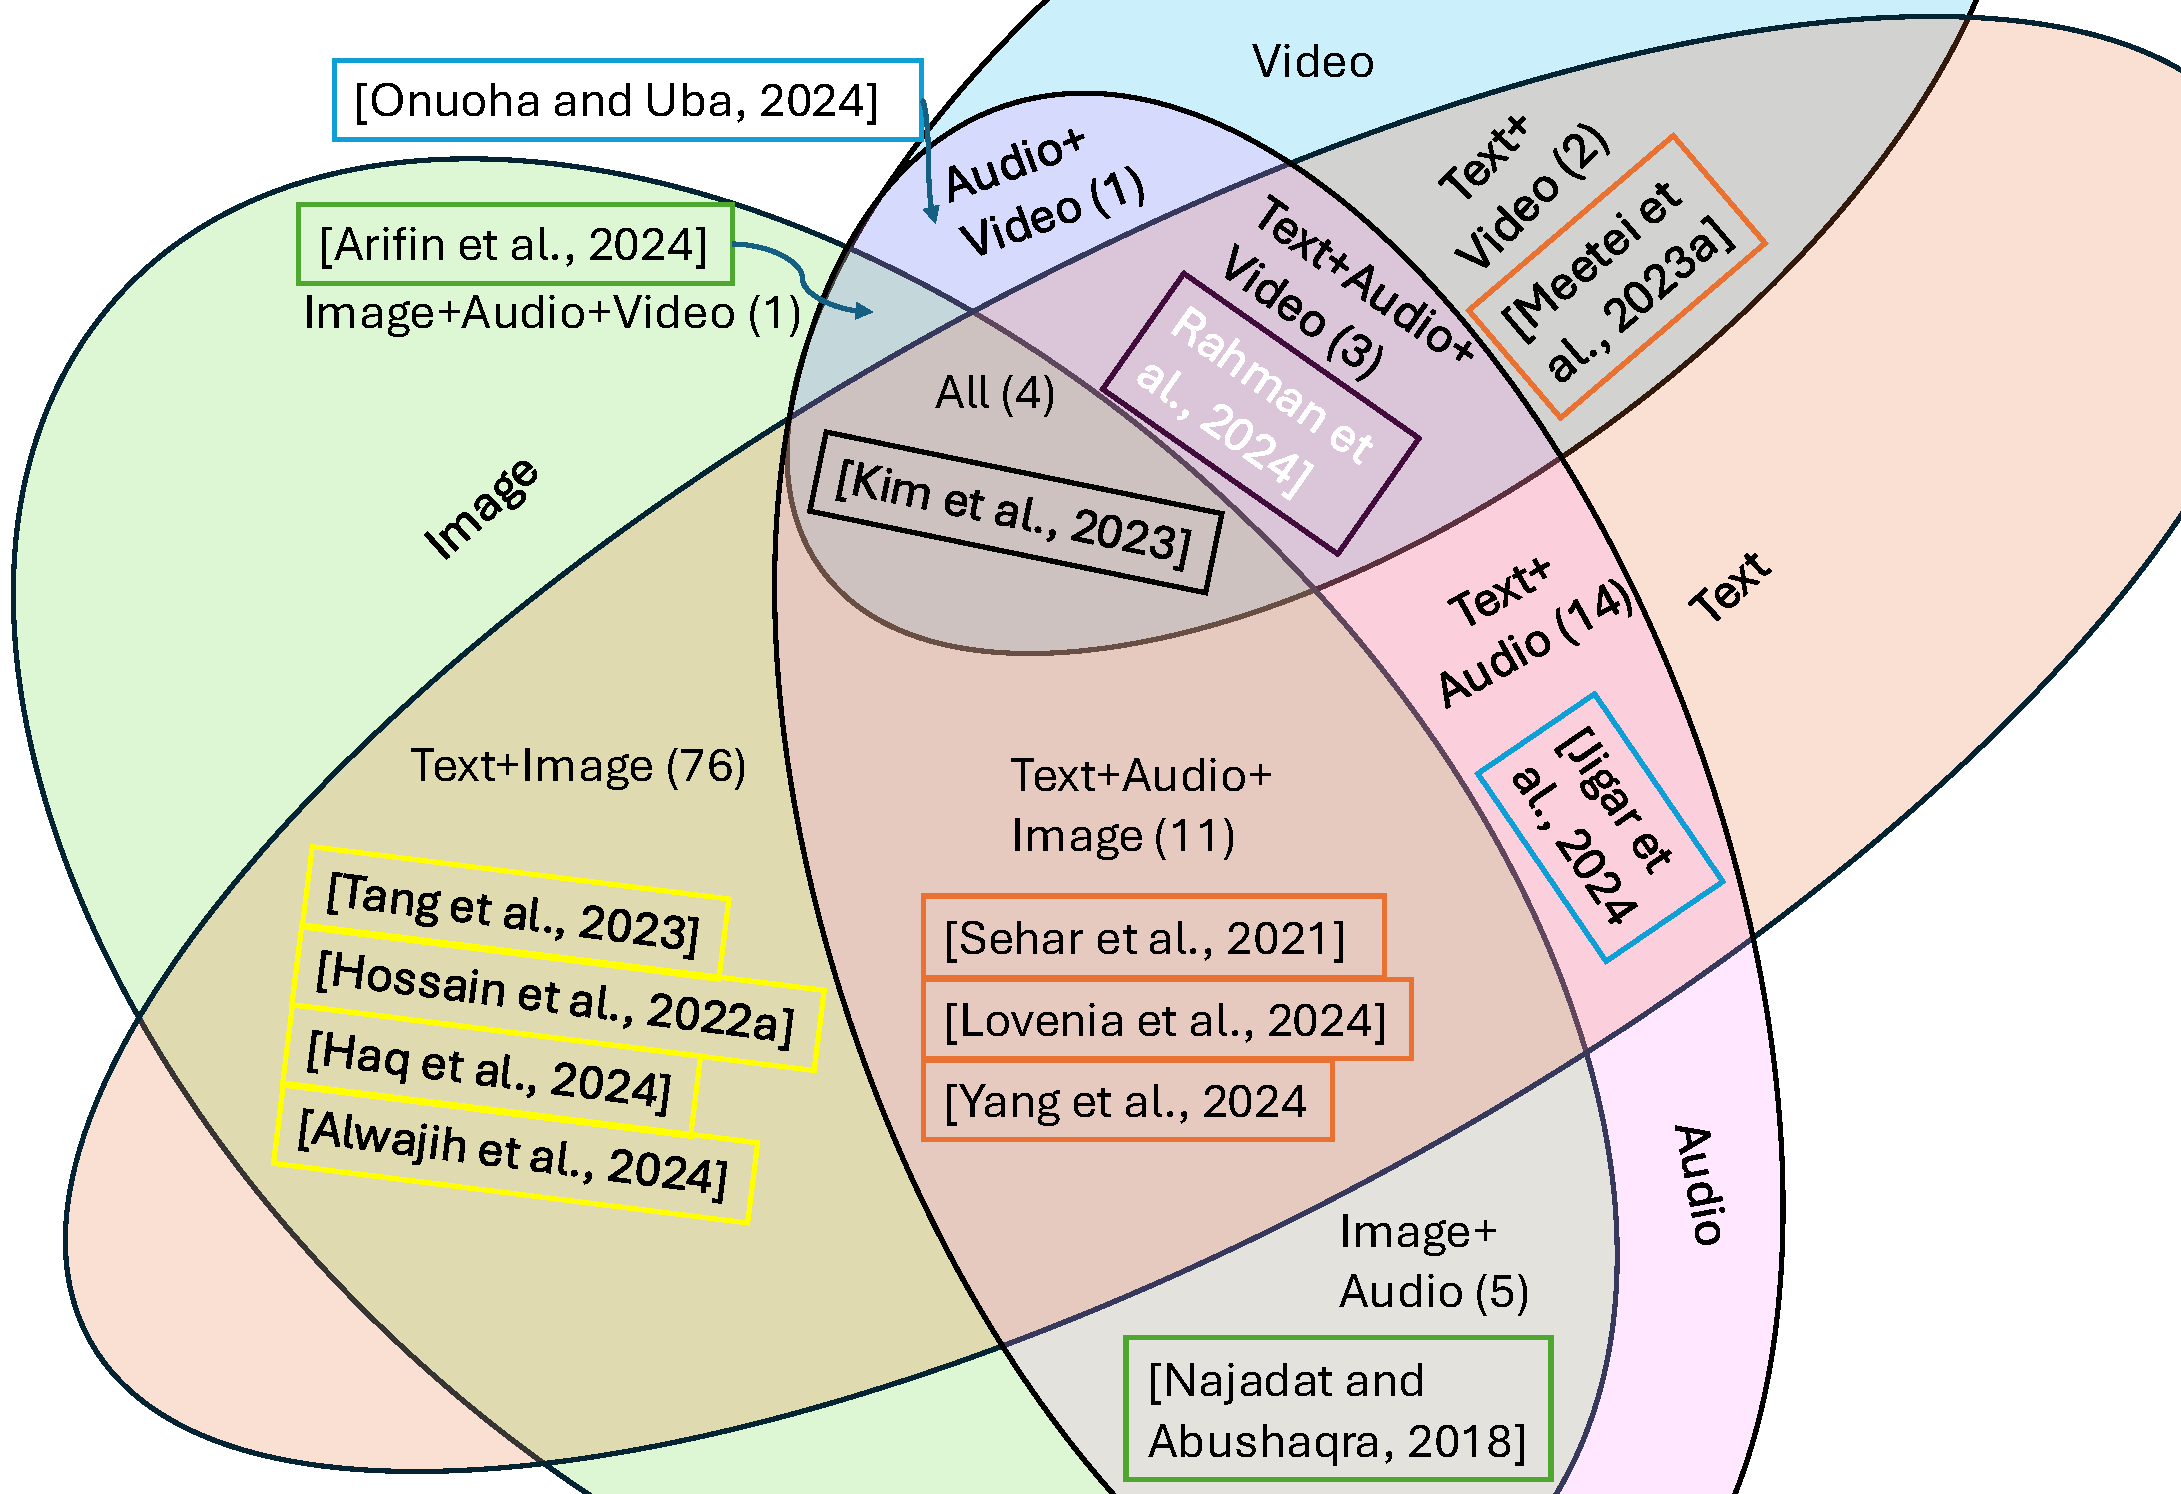 Video
[Onuoha and Uba, 2024]
Audio+
Video (1)
Text+
Video (2)
[Meetei et
al., 2023a]
[Arifin et al., 2024]
Image+Audio+Video (1)
Text+Audio+
Video (3)
Rahman et
al., 2024]
All (4)
[Kim et al., 2023]
Image
Text+
Audio (14)
Text
[Jigar et
al., 2024
Text+Image (76)
Text+Audio+
Image (11)
[Tang et al., 2023]
[Hossain et al., 2022a]
[Haq et al., 2024]
[Alwajih et al., 2024]
[Sehar et al., 2021]
[Lovenia et al., 2024]
[Yang et al., 2024
Audio
Image+
Audio (5)
[Najadat and
Abushaqra, 2018]